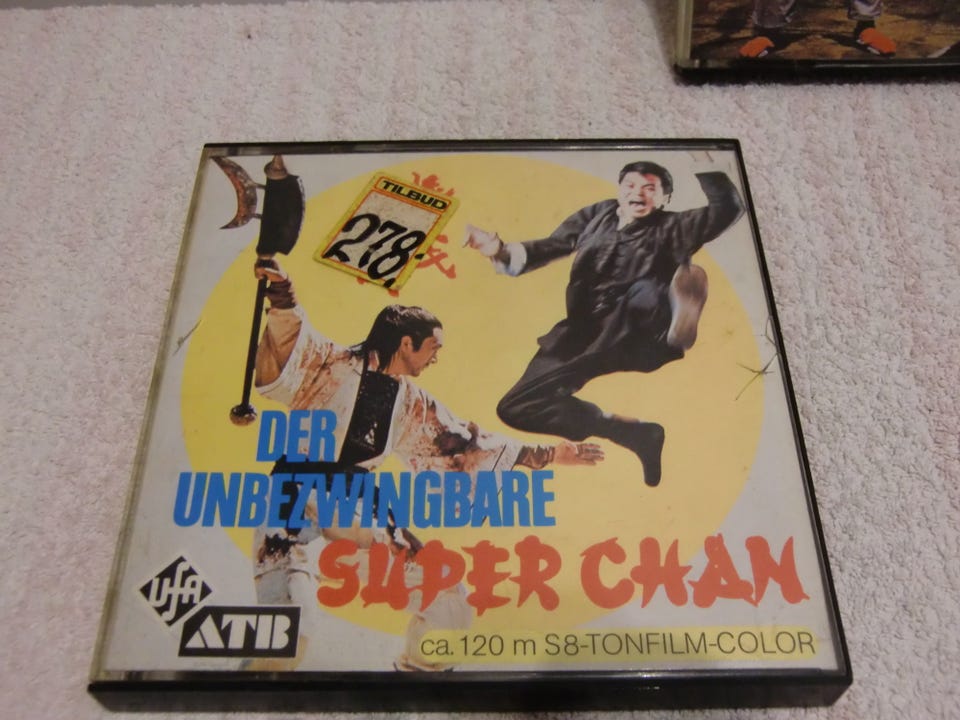 TILBUD
278,
DER
UNBEZWINGBARE
SUPER CHAN
UFA
ATB
ca. 120 m S8-TONFILM-COLOR